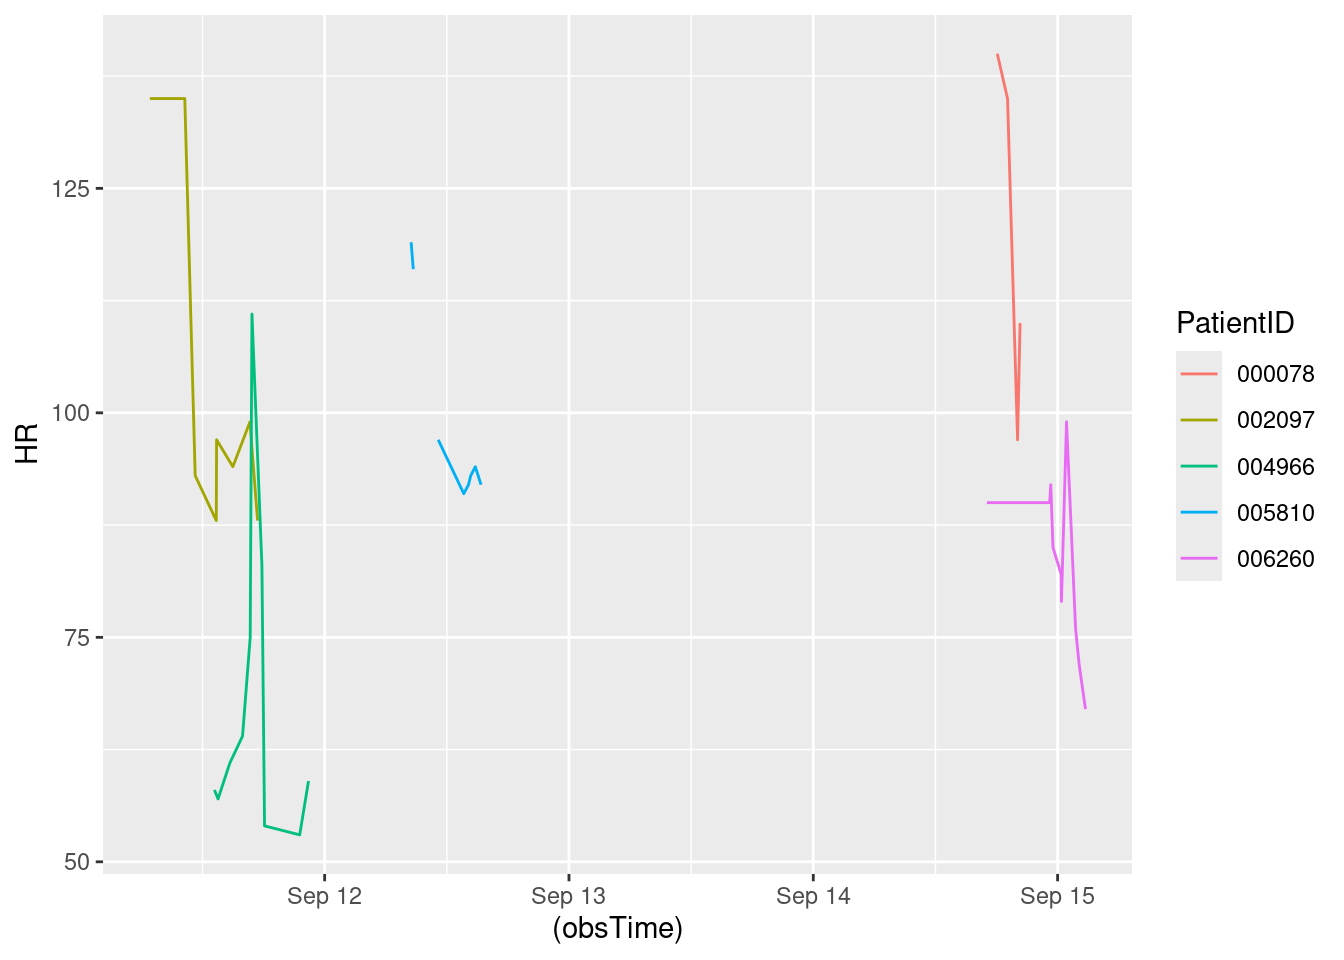 HR
125
100
75
50
Sep 12
Sep 13
Sep 14
Sep 15
(obsTime)
PatientID
000078
002097
004966
005810
006260